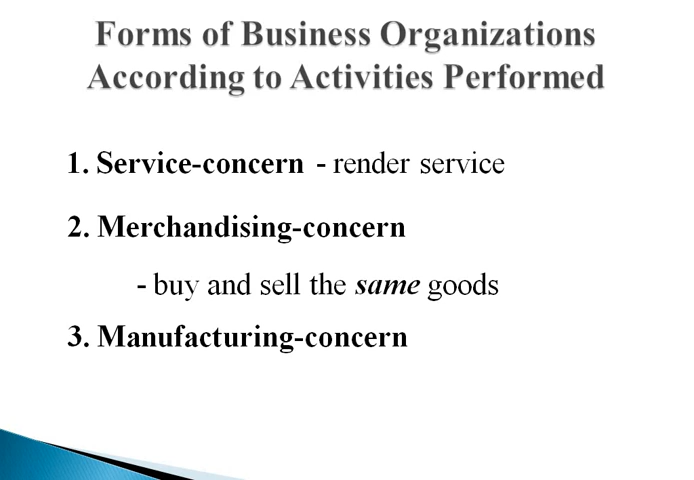 Forms of Business Organizations
According to Activities Performed
1. Service-concern - render service
2. Merchandising-concern
- buy and sell the same goods
3. Manufacturing-concern